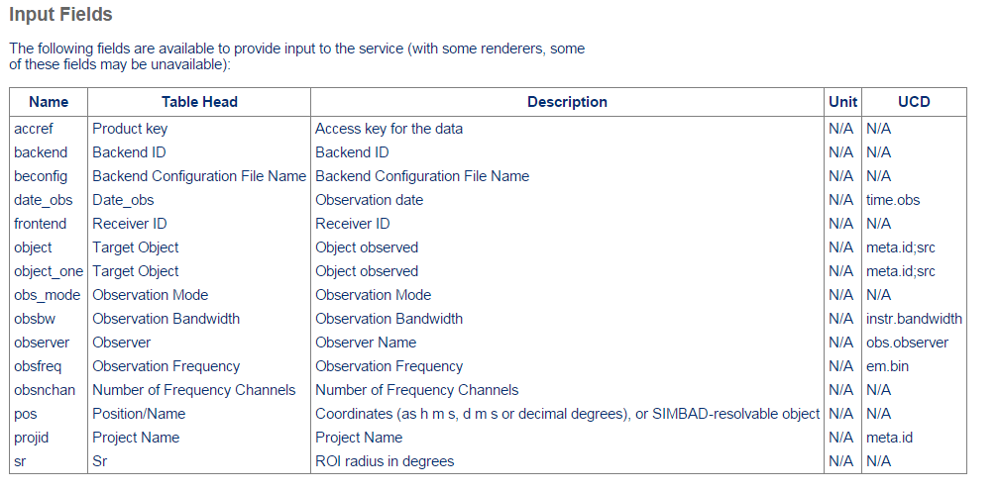 Input Fields
The following fields are available to provide input to the service (with some renderers, some
of these fields may be unavailable):
Name Table Head Description Unit UCD
accref Product key Access key for the data N/A N/A
backend Backend ID Backend ID N/A N/A
beconfig Backend Configuration File Name Backend Configuration File Name N/A N/A
date_obs Date_obs Observation date N/A time.obs
frontend Receiver ID Receiver ID N/A N/A
object Target Object Object observed N/A meta.id;src
object_one Target Object Object observed N/A meta.id;src
obs_mode Observation Mode Observation Mode N/A N/A
obsbw Observation Bandwidth Observation Bandwidth N/A instr.bandwidth
observer Observer Observer Name N/A obs.observer
obsfreq Observation Frequency Observation Frequency N/A em.bin
obsnchan Number of Frequency Channels Number of Frequency Channels N/A N/A
pos Position/Name Coordinates (as h m s, d m s or decimal degrees), or SIMBAD-resolvable object N/A N/A
projid Project Name Project Name N/A meta.id
sr Sr ROI radius in degrees N/A N/A